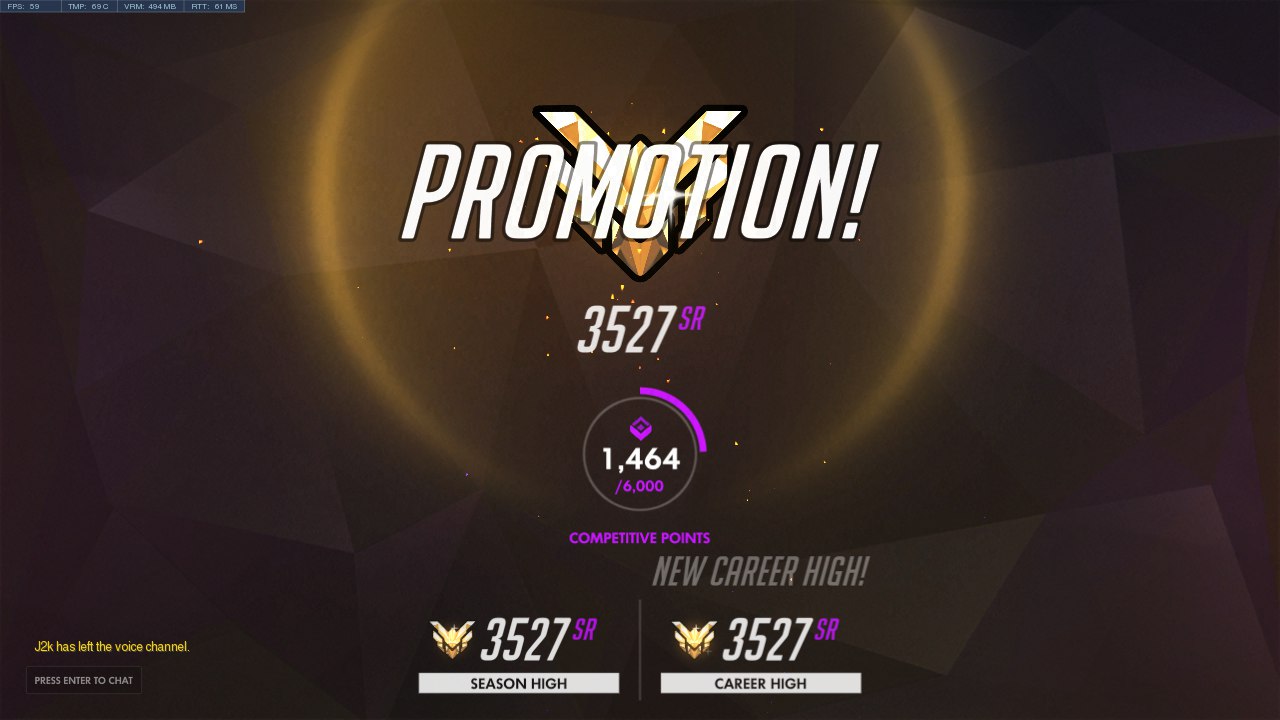 FPS: 59 TMP: 69 C VRM: 494 MB RTT: 61 MS
PROMOTION!
3527 SR
1,464
/6,000
COMPETITIVE POINTS
NEW CAREER HIGH!
3527 SR 3527 SR
SEASON HIGH CAREER HIGH
J2k has left the voice channel.
PRESS ENTER TO CHAT